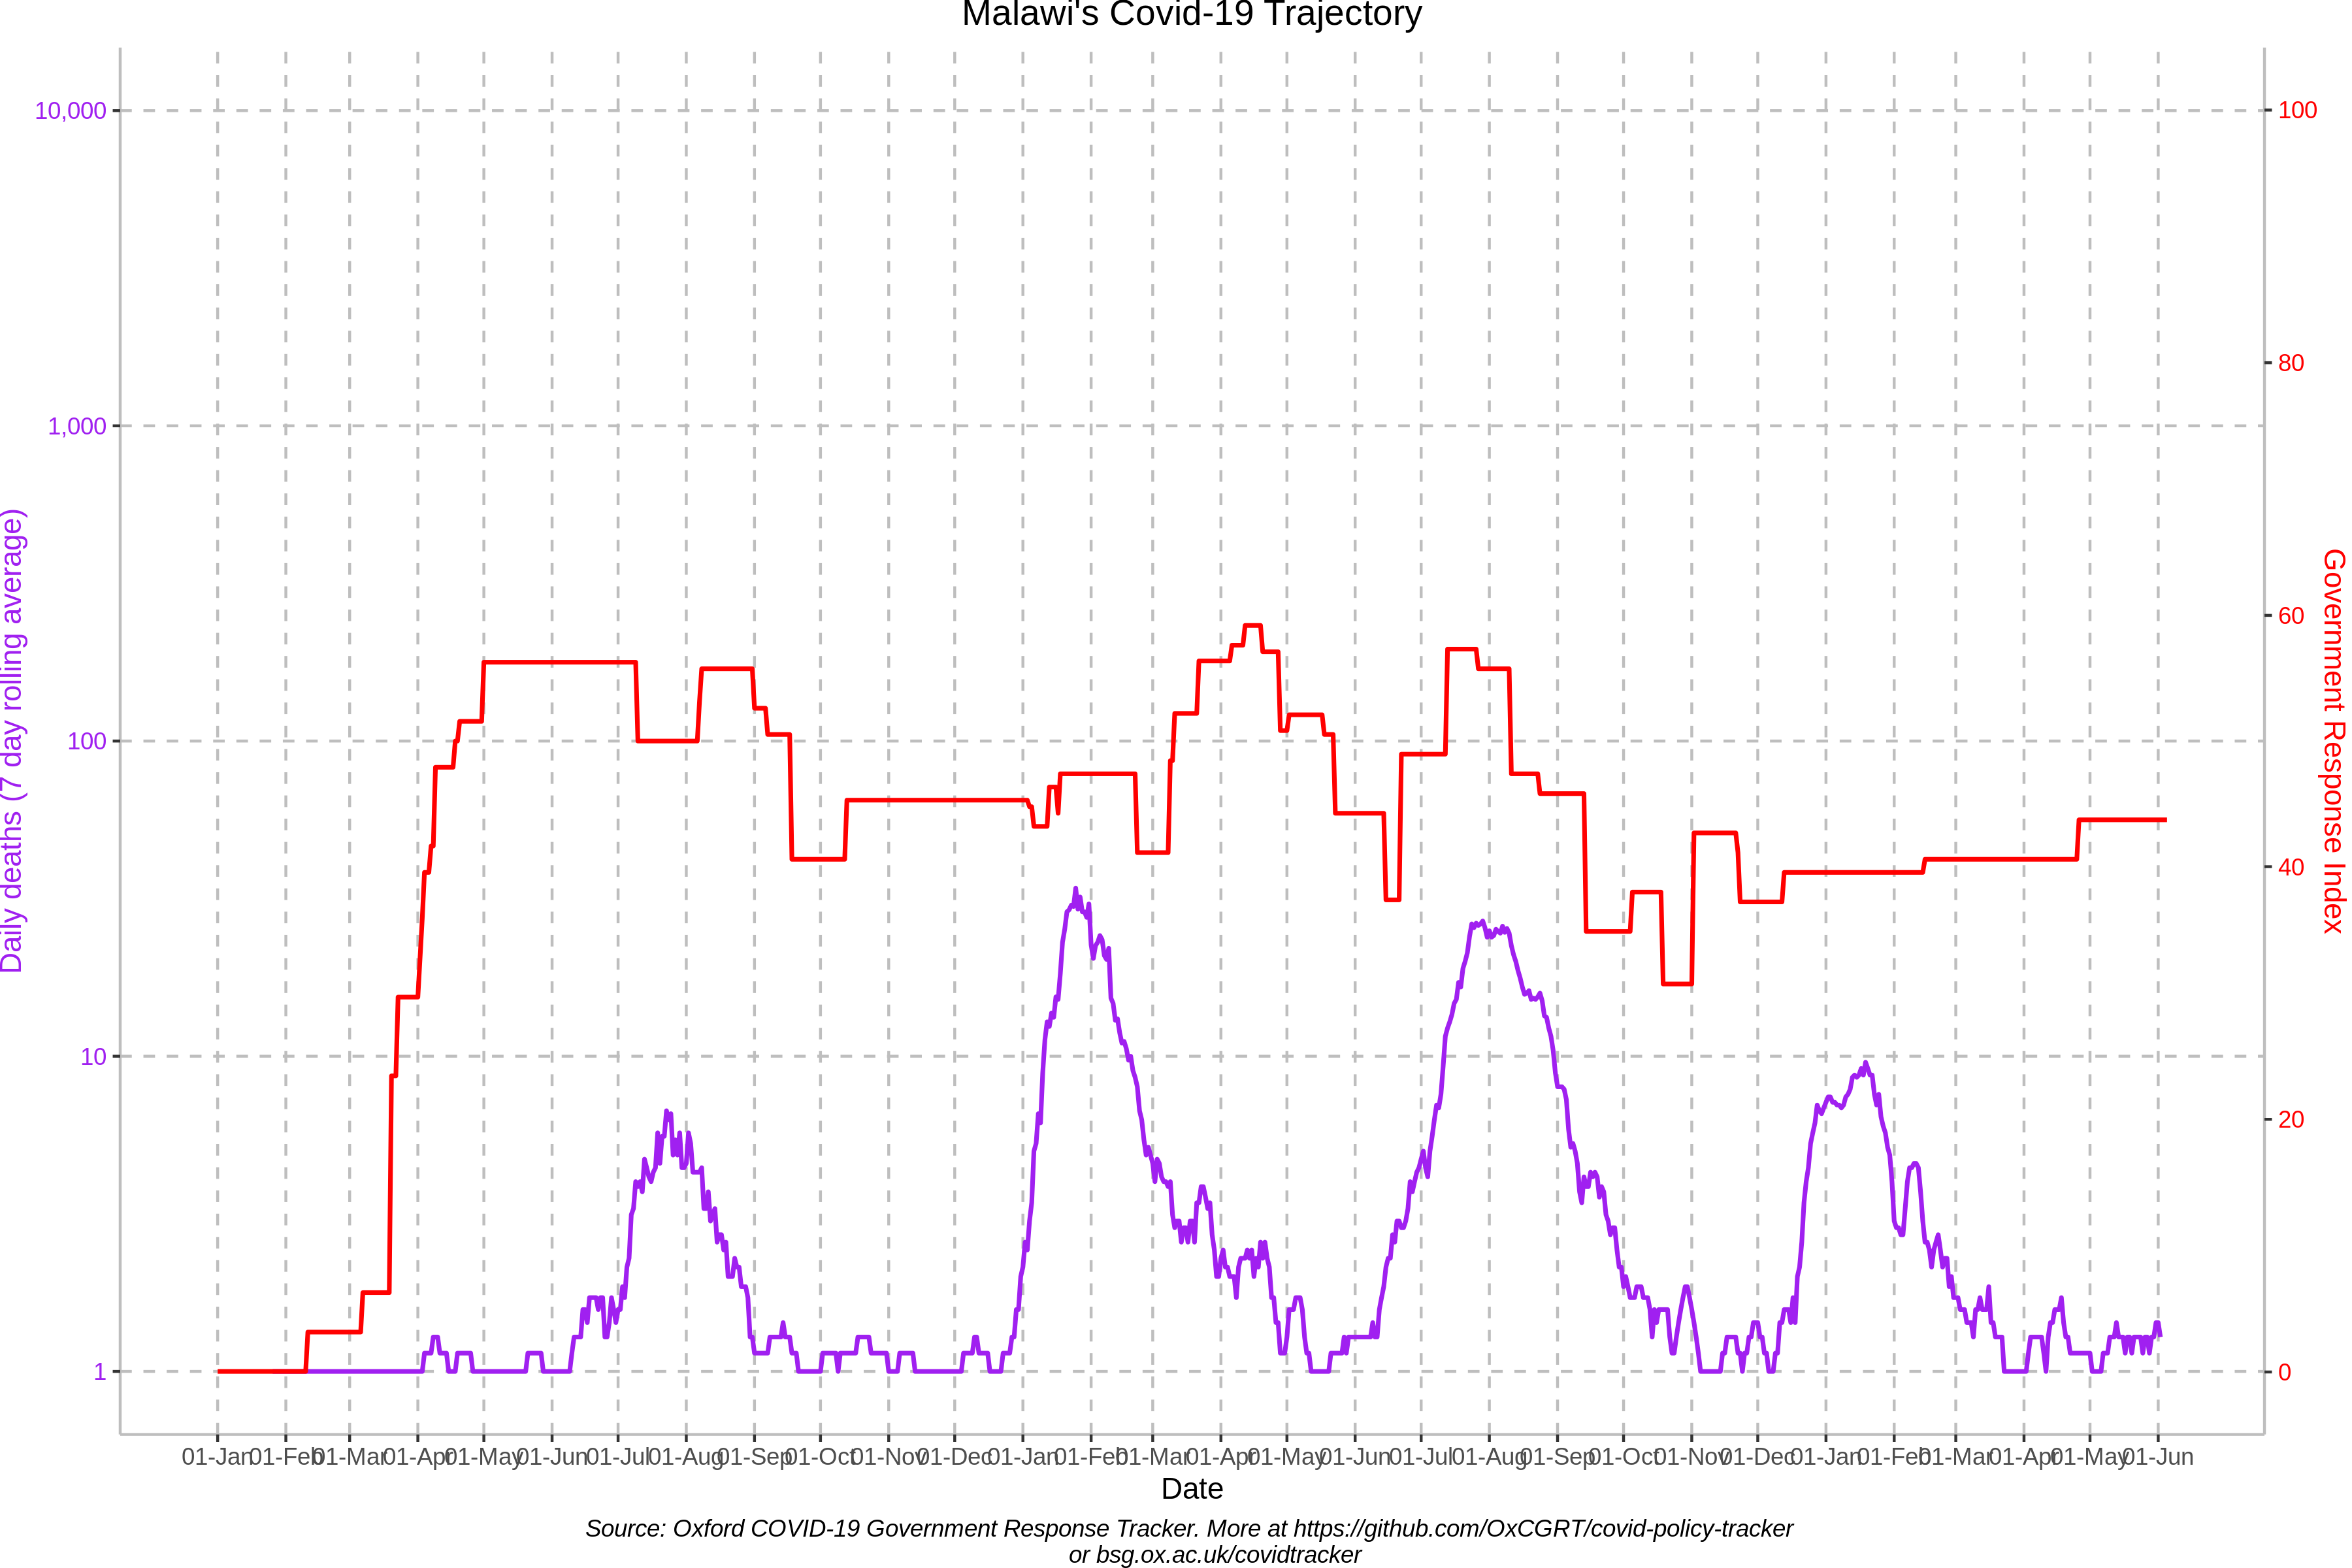 Malawi's Covid-19 Trajectory
10,000
1,000
100
10
1
Daily deaths (7 day rolling average)
100
80
60
40
20
0
Government Response Index
01-Jan 01-Feb 01-Mar 01-Apr 01-May 01-Jun 01-Jul 01-Aug 01-Sep 01-Oct 01-Nov 01-Dec 01-Jan 01-Feb 01-Mar 01-Apr 01-May 01-Jun 01-Jul 01-Aug 01-Sep 01-Oct 01-Nov 01-Dec 01-Jan 01-Feb 01-Mar 01-Apr 01-May 01-Jun
Date
Source: Oxford COVID-19 Government Response Tracker. More at https://github.com/OxCGRT/covid-policy-tracker
or bsg.ox.ac.uk/covidtracker